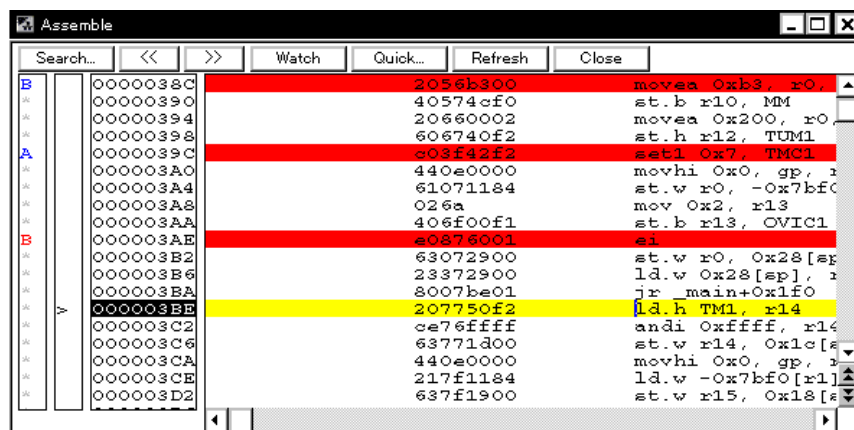 Assemble
Search... << >> Watch Quick... Refresh Close
B 0000038C 2056b300 movea 0xb3, r0,
* 00000390 40574cf0 st.b r10, MM
* 00000394 20660002 movea 0x200, r0,
* 00000398 606740f2 st.h r12, TUM1
A 0000039C c03f42f2 set1 0x7, TMC1
* 000003A0 440e0000 movhi 0x0, gp, r
* 000003A4 61071184 st.w r0, -0x7bf0
* 000003A8 026a mov 0x2, r13
* 000003AA 406f00f1 st.b r13, OVIC1
B 000003AE e0876001 ei
* 000003B2 63072900 st.w r0, 0x28[sp
* 000003B6 23372900 ld.w 0x28[sp], r
* 000003BA 8007be01 jr _main+0x1f0
* > 000003BE 207750f2 ld.h TM1, r14
* 000003C2 ce76ffff andi 0xffff, r14
* 000003C6 63771d00 st.w r14, 0x1c[s
* 000003CA 440e0000 movhi 0x0, gp, r
* 000003CE 217f1184 ld.w -0x7bf0[r1]
* 000003D2 637f1900 st.w r15, 0x18[s